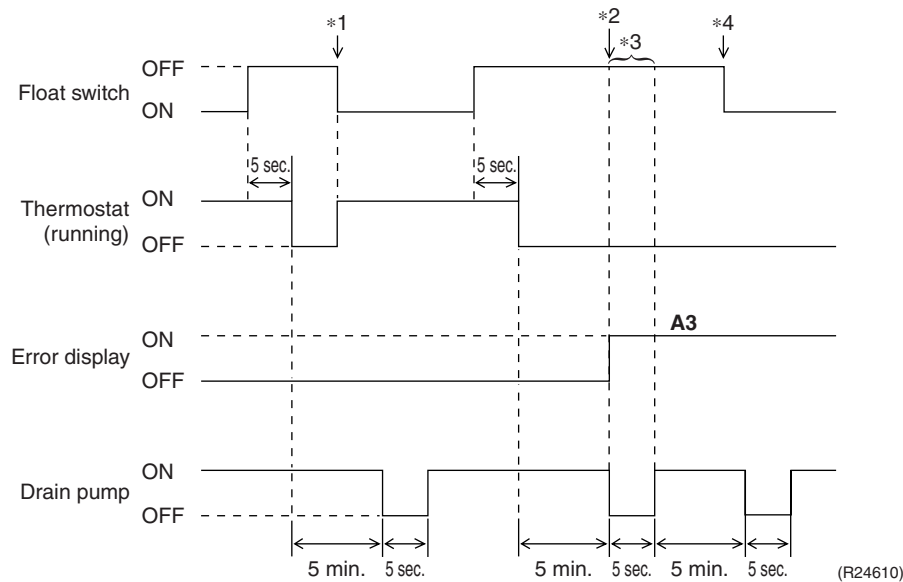 *1
*2
*3
*4
Float switch
OFF
ON
5 sec.
5 sec.
Thermostat
(running)
ON
OFF
Error display
ON
OFF
A3
Drain pump
ON
OFF
5 min.
5 sec.
5 min.
5 sec.
5 min.
5 sec.
(R24610)